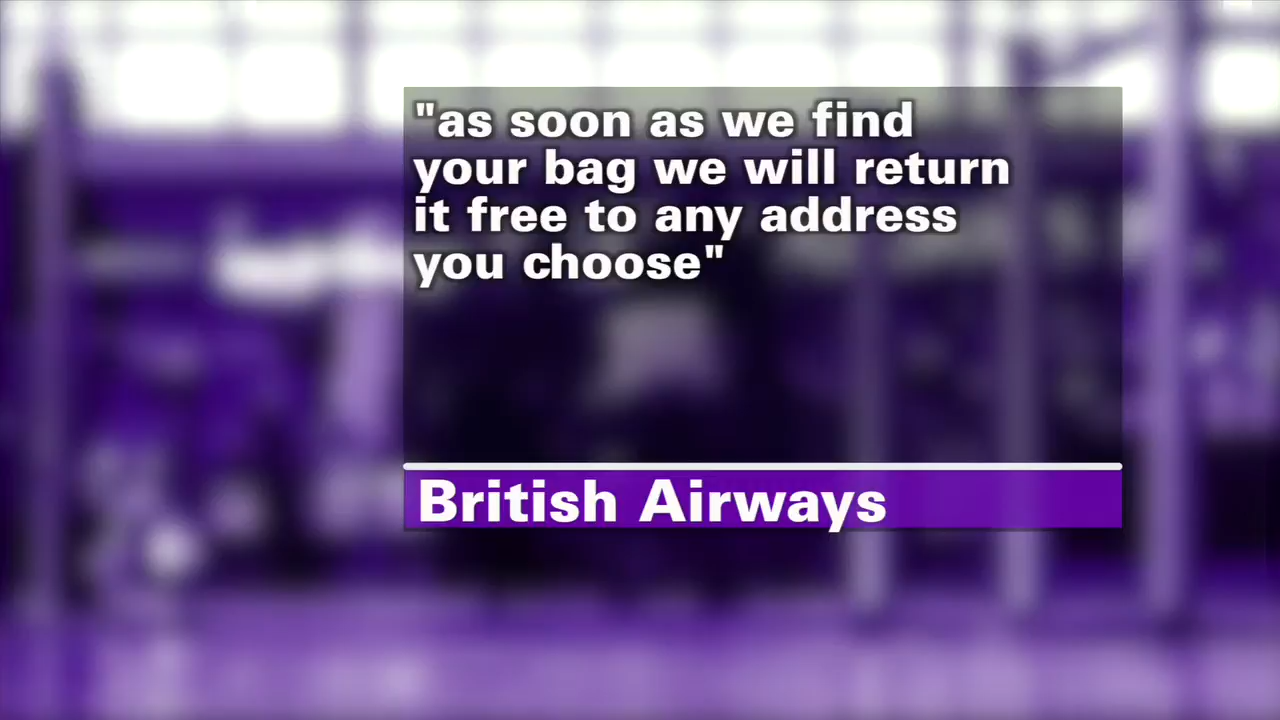 "as soon as we find
your bag we will return
it free to any address
you choose"
British Airways